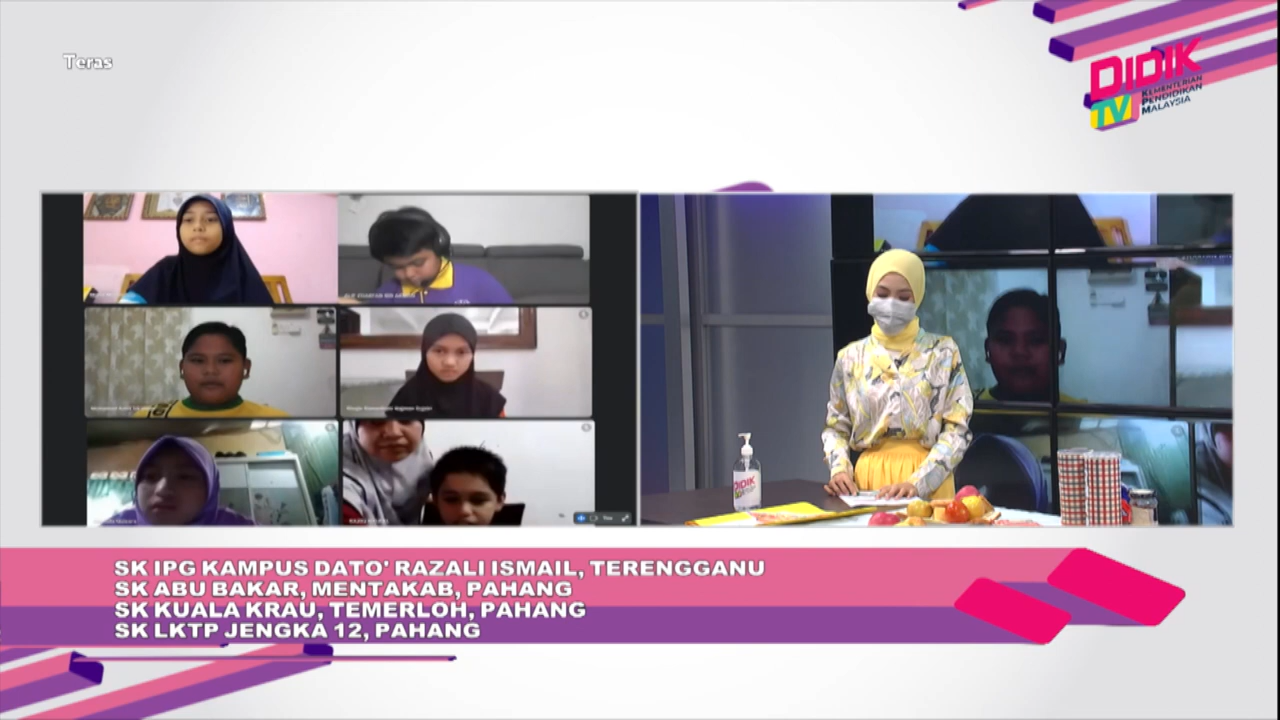 Teras
DIDIK
TV
KEMENTERIAN
PENDIDIKAN
MALAYSIA
DIDIK
TV
SK IPG KAMPUS DATO' RAZALI ISMAIL, TERENGGANU
SK ABU BAKAR, MENTAKAB, PAHANG
SK KUALA KRAU, TEMERLOH, PAHANG
SK LKTP JENGKA 12, PAHANG